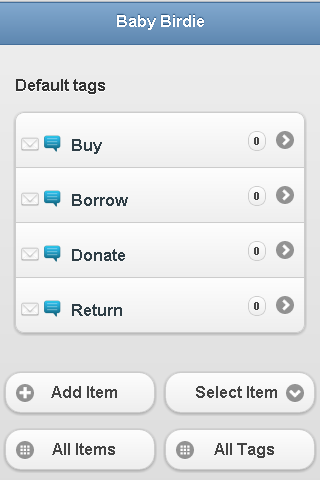 Baby Birdie
Default tags
Buy 0
Borrow 0
Donate 0
Return 0
Add Item Select Item
All Items All Tags